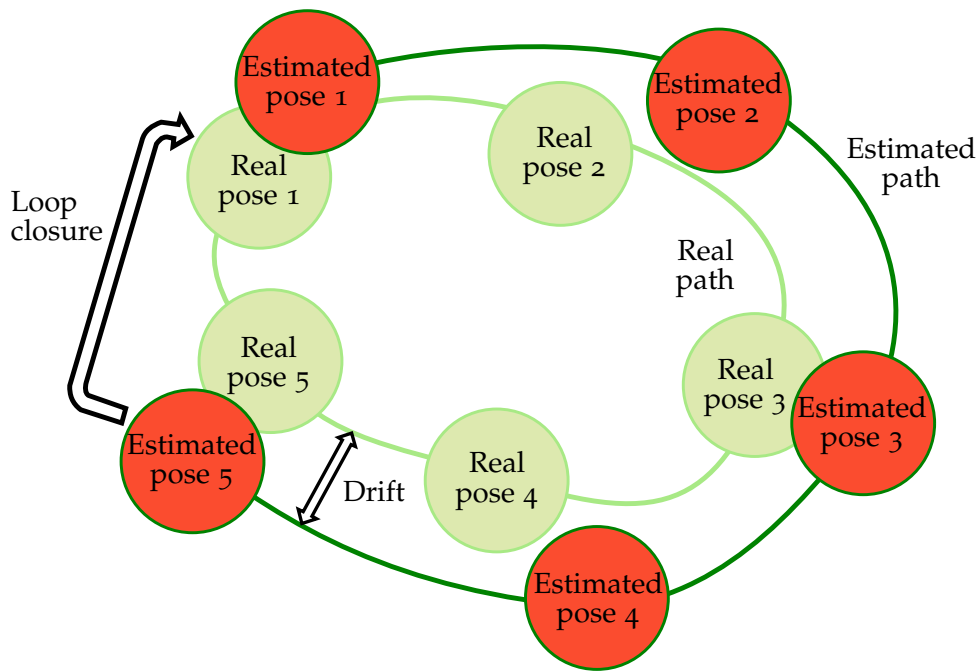 Estimated
pose 1
Estimated
pose 2
Real
pose 1
Real
pose 2
Estimated
path
Loop
closure
Real
path
Real
pose 5
Real
pose 3
Estimated
pose 3
Estimated
pose 5
Drift
Real
pose 4
Estimated
pose 4